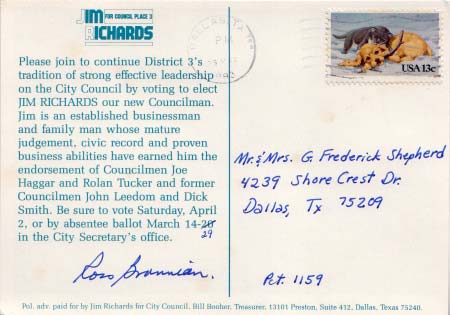 JIM FOR COUNCIL PLACE 3
RICHARDS
Please join to continue District 3's
tradition of strong effective leadership
on the City Council by voting to elect
JIM RICHARDS our new Councilman.
Jim is an established businessman
and family man whose mature
judgement, civic record and proven
business abilities have earned him the
endorsement of Councilmen Joe
Haggar and Rolan Tucker and former
Councilmen John Leedom and Dick
Smith. Be sure to vote Saturday, April
2, or by absentee ballot March 14-28
29
in the City Secretary's office.
Ross
DALLAS, TX
PM
USA 13c
Mr. & Mrs. G. Frederick Shepherd
4239 Shore Crest Dr.
Dallas, Tx 75209
Pct. 1159
Pol. adv. paid for by Jim Richards for City Council, Bill Booher, Treasurer, 13101 Preston, Suite 412, Dallas, Texas 75240.